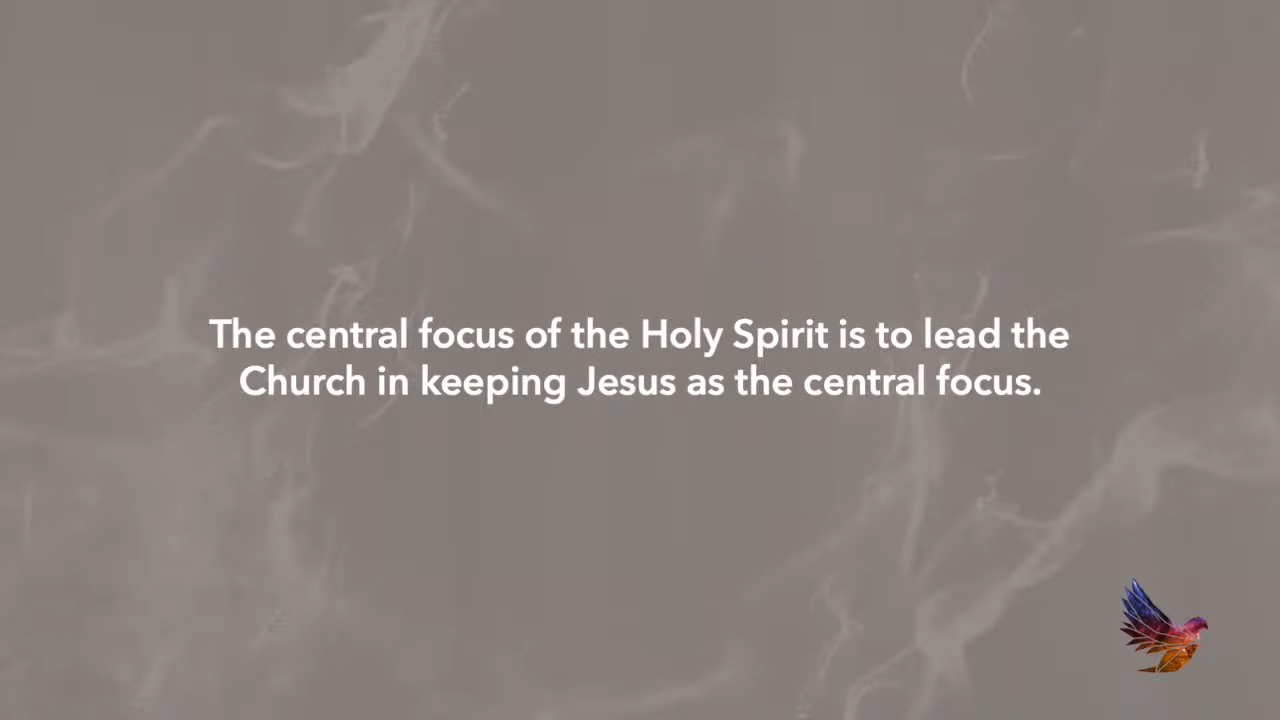 The central focus of the Holy Spirit is to lead the
Church in keeping Jesus as the central focus.